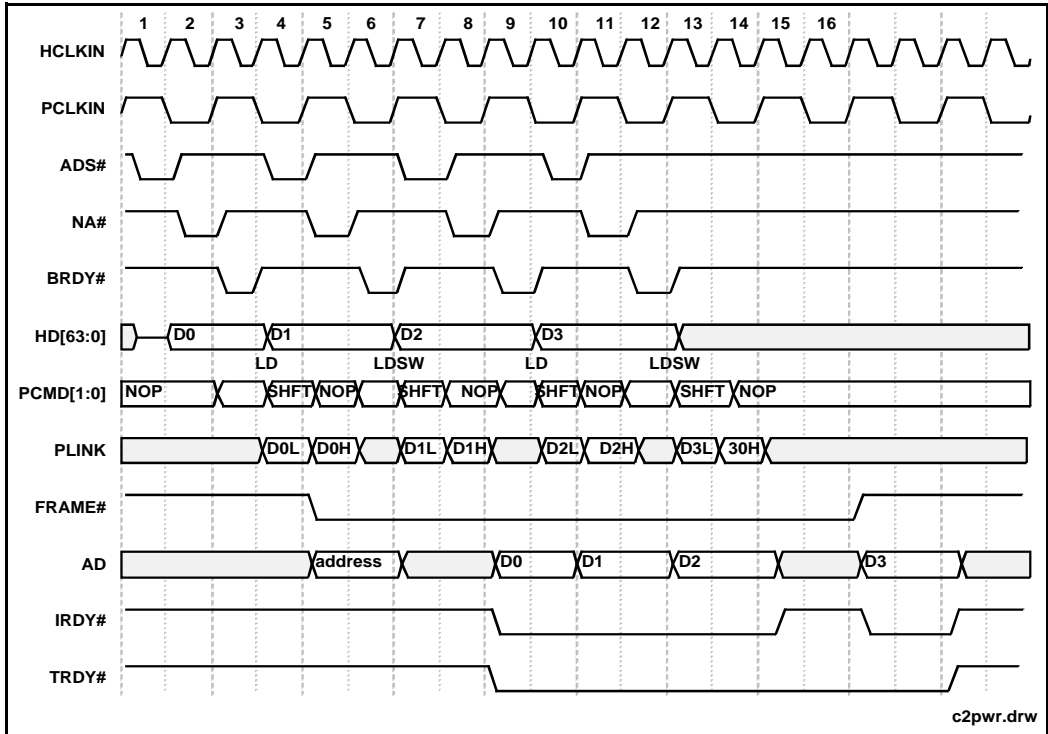 1 2 3 4 5 6 7 8 9 10 11 12 13 14 15 16
HCLKIN
PCLKIN
ADS#
NA#
BRDY#
HD[63:0] D0 D1 D2 D3
LD LDSW LD LDSW
PCMD[1:0] NOP SHFT NOP SHFT NOP SHFT NOP SHFT NOP
PLINK D0L D0H D1L D1H D2L D2H D3L 30H
FRAME#
AD address D0 D1 D2 D3
IRDY#
TRDY#
c2pwr.drw